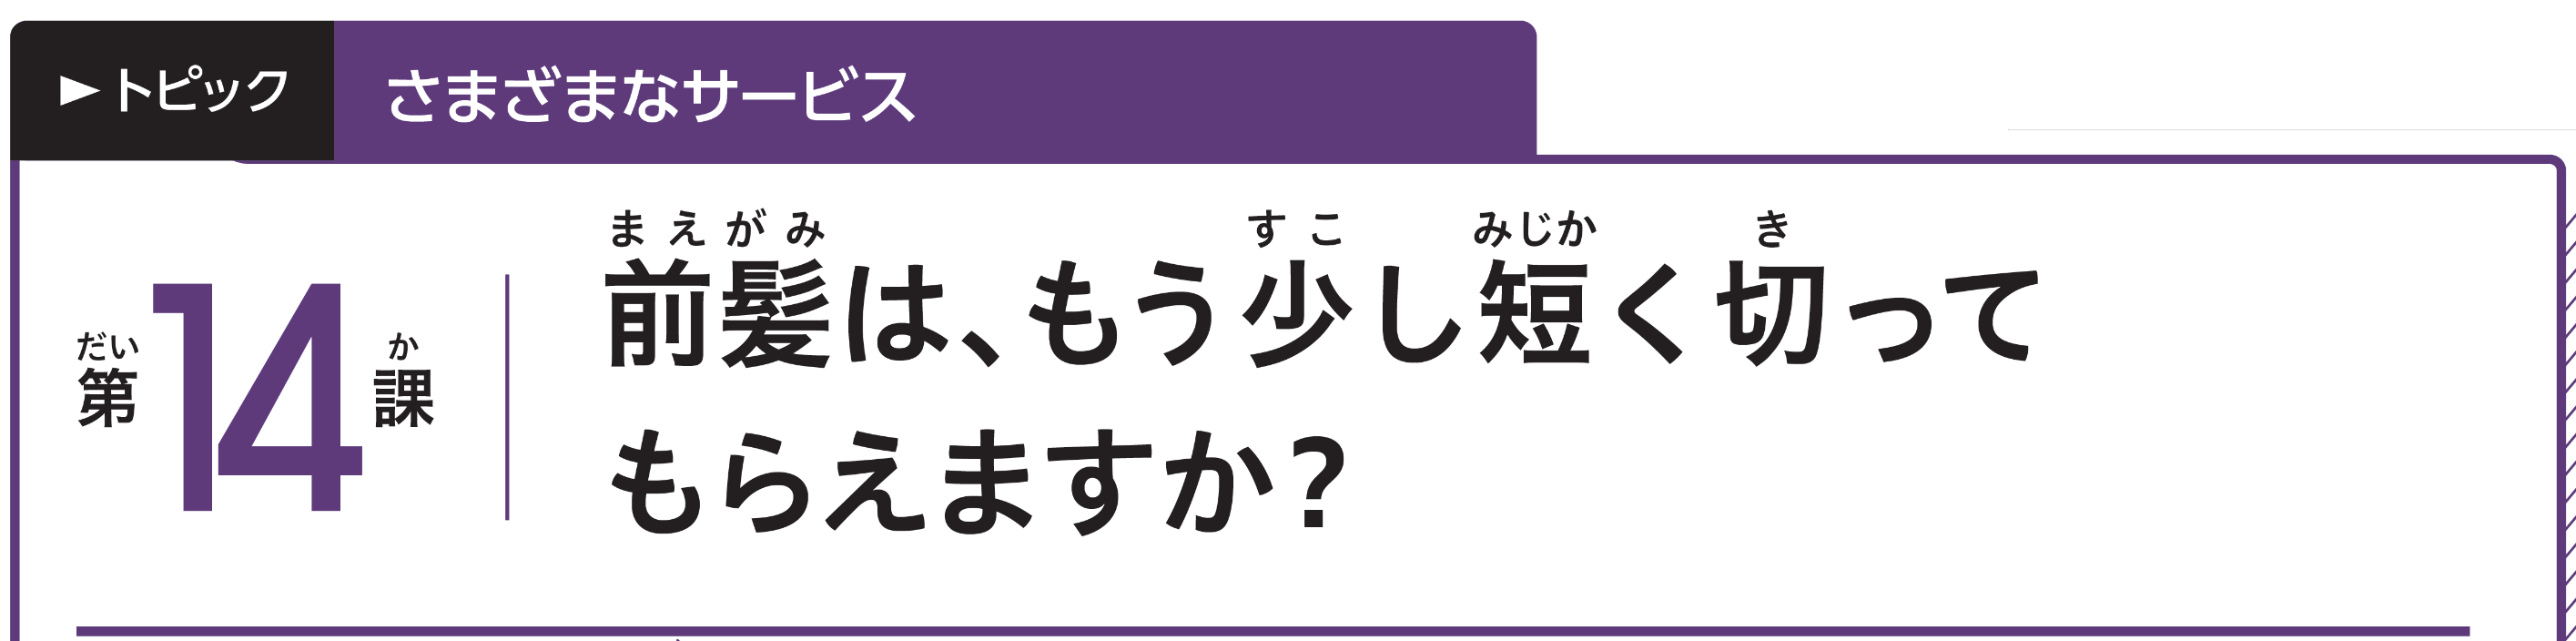 ▶トピック さまざまなサービス
だい か
第14課
まえがみ すこ みじか き
前髪は、もう少し短く切って
もらえますか?